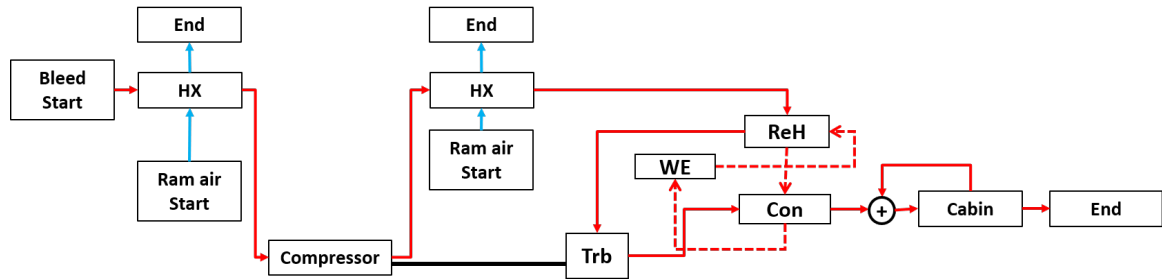 End
End
Bleed
Start
HX
HX
Ram air
Start
Ram air
Start
ReH
WE
Con
+
Cabin
End
Compressor
Trb